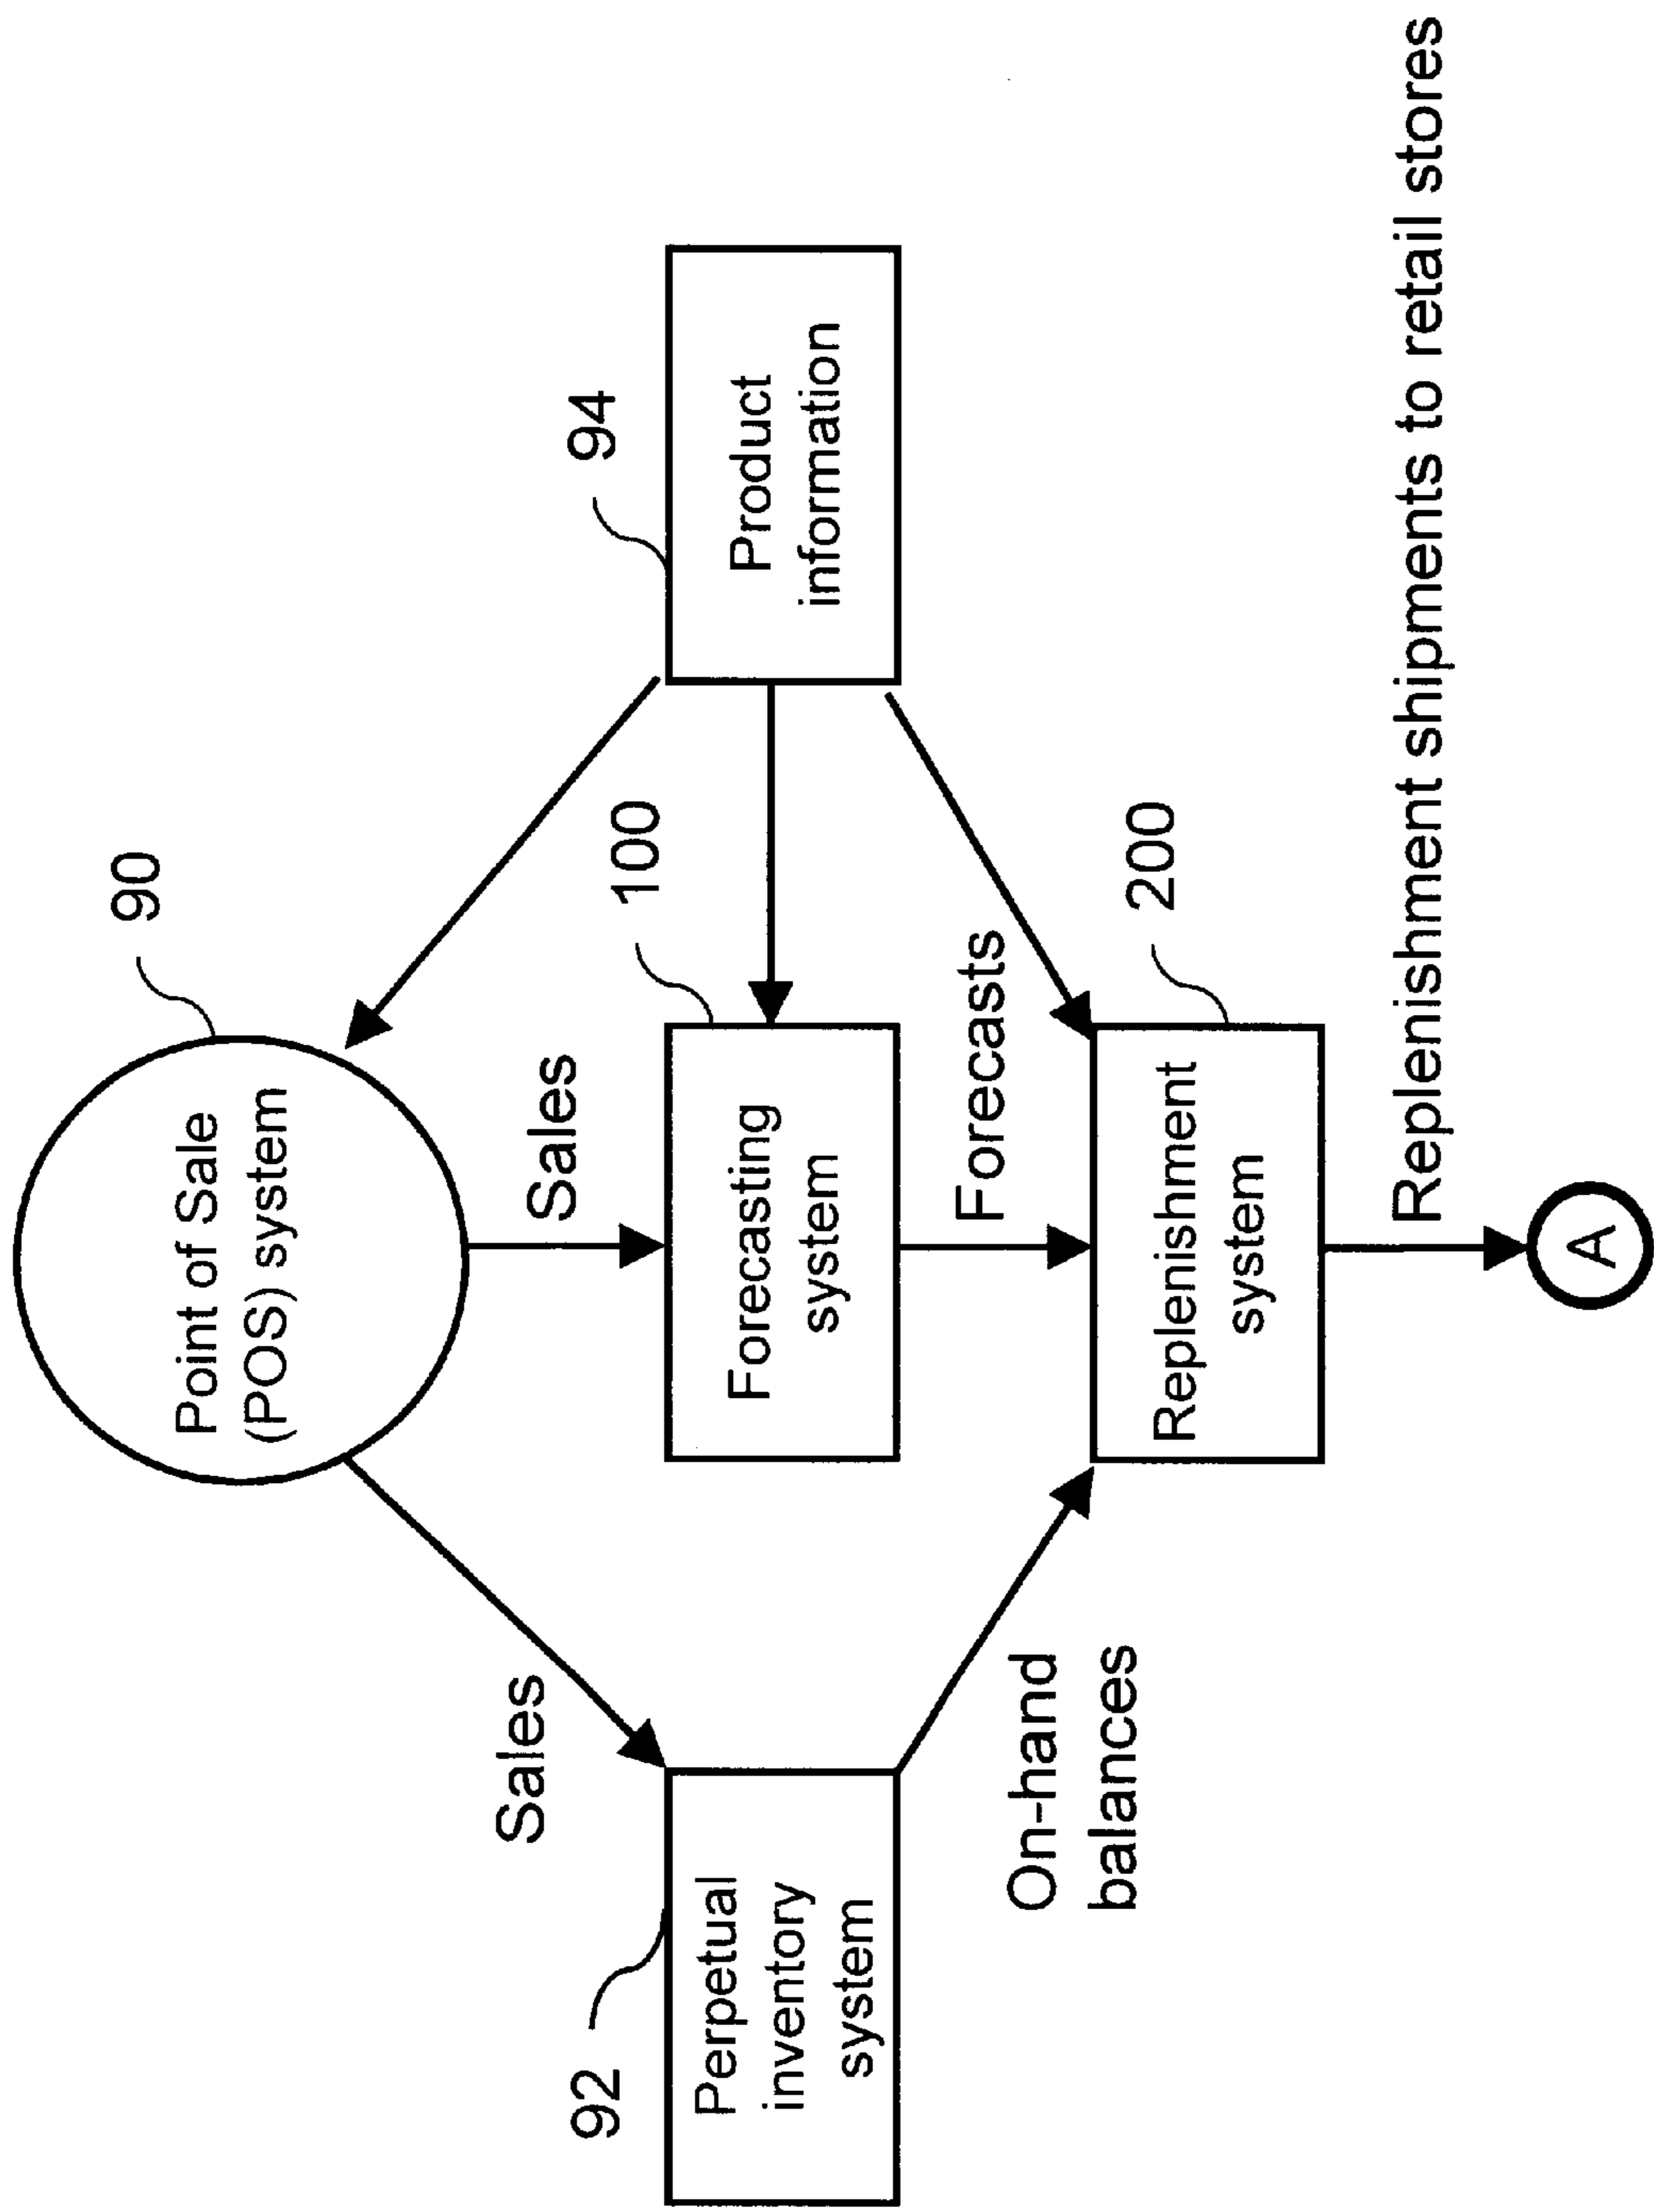 90
Point of Sale
(POS) system
Sales
Sales
92
100
94
Perpetual
inventory
system
Forecasting
system
Product
information
On-hand
balances
Forecasts
200
Replenishment
system
Replenishment shipments to retail stores
A